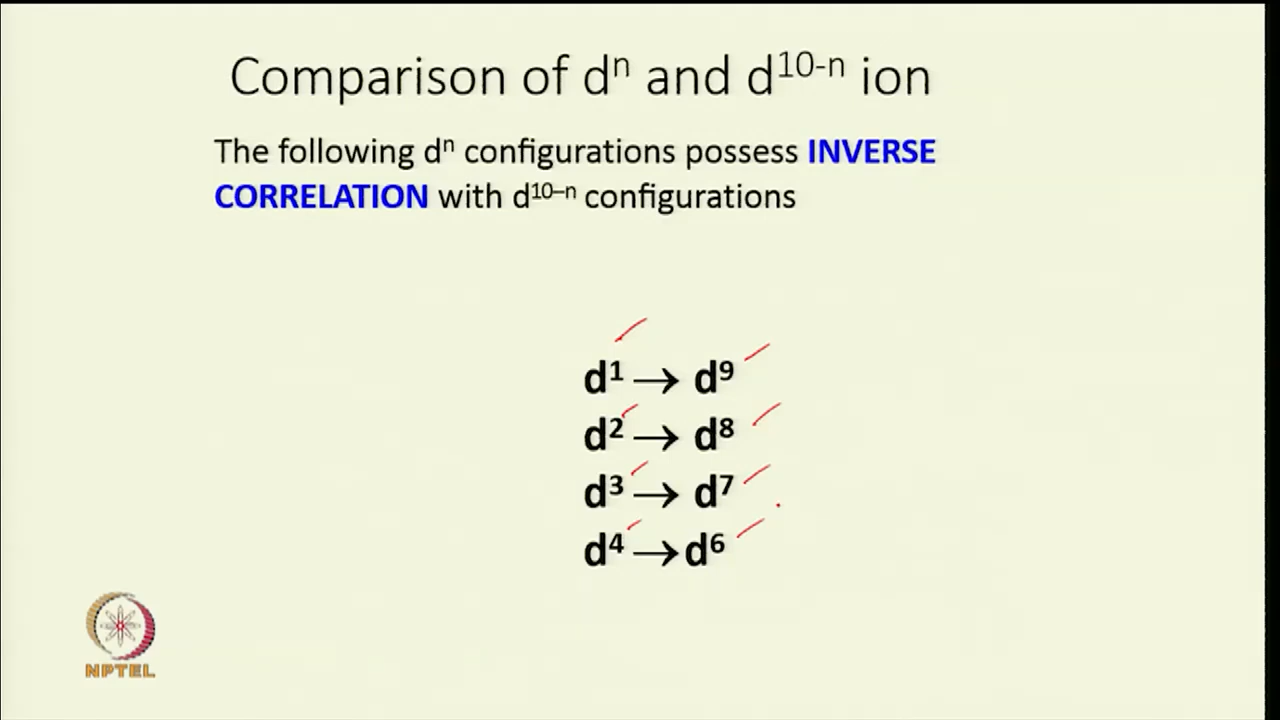 Comparison of dⁿ and d¹⁰⁻ⁿ ion
The following dⁿ configurations possess INVERSE
CORRELATION with d¹⁰⁻ⁿ configurations
d¹ → d⁹
d² → d⁸
d³ → d⁷
d⁴ → d⁶
NPTEL